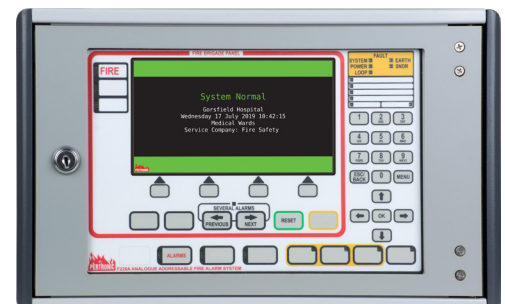 FIRE BRIGADE PANEL
FIRE
System Normal
Gorsfield Hospital
Wednesday 17 July 2019 10:42:15
Medical Wards
Service Company: Fire Safety
FAULT
SYSTEM EARTH
POWER SNDR
LOOP
1 2 3
4 5 6
7 8 9
ESC/
BACK 0 MENU
OK
SEVERAL ALARMS
PREVIOUS NEXT
RESET
ALARMS
PERTRONIC
F220A ANALOGUE ADDRESSABLE FIRE ALARM SYSTEM